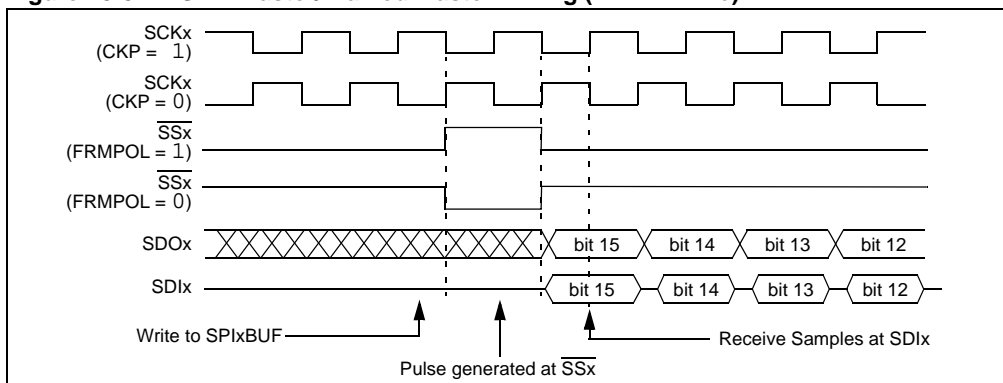 SCKx
(CKP = 1)
SCKx
(CKP = 0)
SSx
(FRMPOL = 1)
SSx
(FRMPOL = 0)
SDOx
bit 15 bit 14 bit 13 bit 12
SDIx
bit 15 bit 14 bit 13 bit 12
Write to SPIxBUF
Receive Samples at SDIx
Pulse generated at SSx